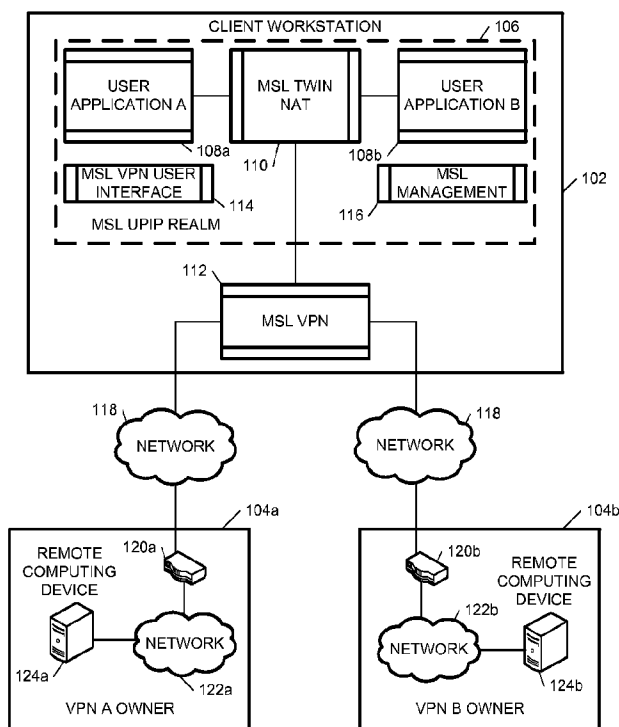 CLIENT WORKSTATION
106
USER
APPLICATION A
MSL TWIN
NAT
USER
APPLICATION B
108a
110
108b
MSL VPN USER
INTERFACE
114
MSL
MANAGEMENT
116
102
MSL UPIP REALM
112
MSL VPN
118
NETWORK
118
NETWORK
104a
REMOTE
COMPUTING
DEVICE
120a
NETWORK
124a
122a
VPN A OWNER
104b
120b
REMOTE
COMPUTING
DEVICE
122b
NETWORK
124b
VPN B OWNER